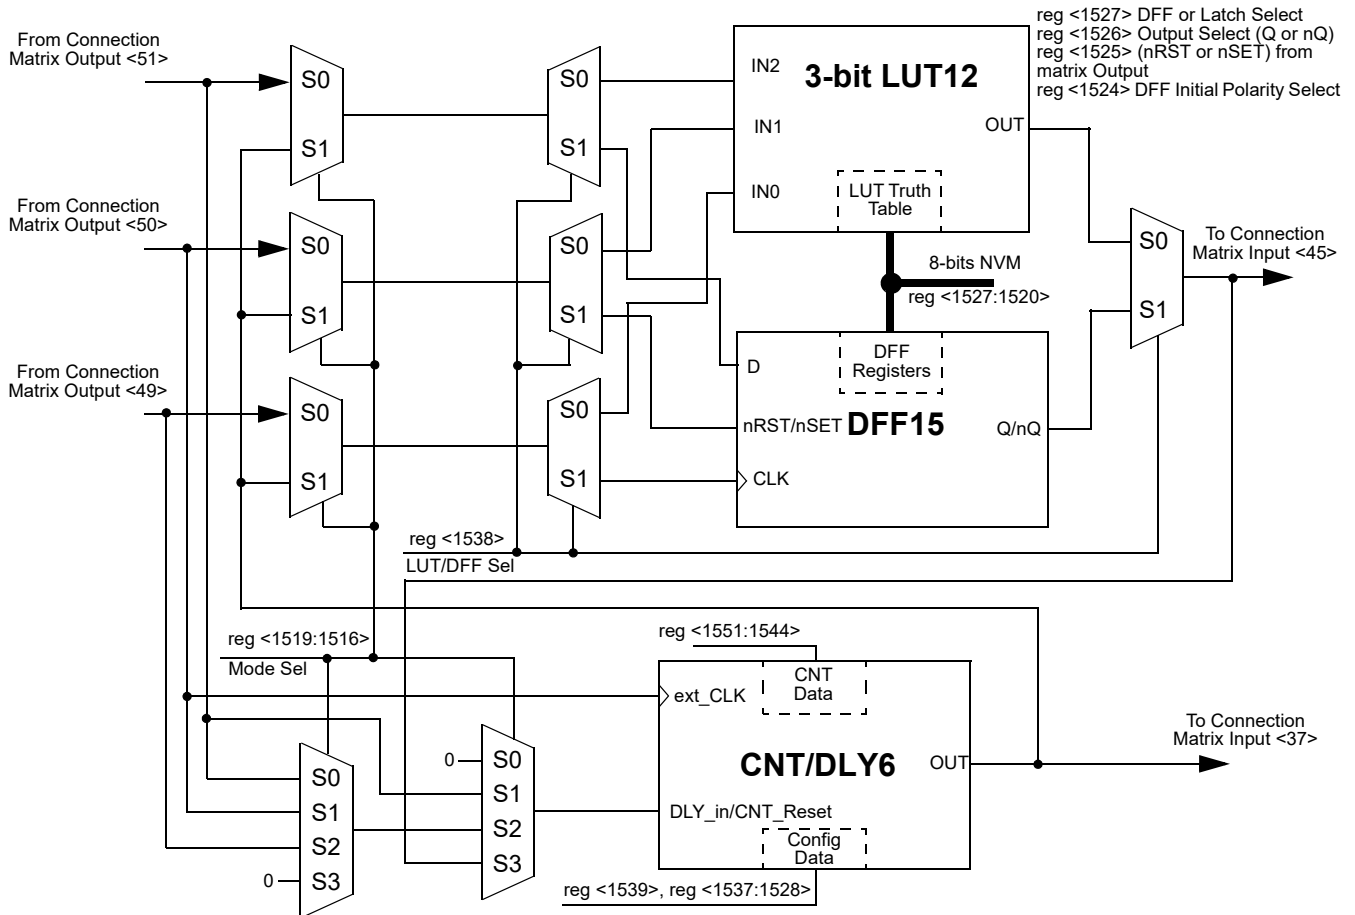 reg <1527> DFF or Latch Select
reg <1526> Output Select (Q or nQ)
reg <1525> (nRST or nSET) from
matrix Output
reg <1524> DFF Initial Polarity Select
From Connection
Matrix Output <51>
S0
S1
S0
S1
IN2
IN1
IN0
3-bit LUT12
OUT
LUT Truth
Table
From Connection
Matrix Output <50>
S0
S1
S0
S1
8-bits NVM
reg <1527:1520>
S0
S1
To Connection
Matrix Input <45>
From Connection
Matrix Output <49>
S0
S1
S0
S1
DFF
Registers
D
nRST/nSET
DFF15
Q/nQ
CLK
reg <1538>
LUT/DFF Sel
reg <1519:1516>
Mode Sel
reg <1551:1544>
CNT
Data
ext_CLK
CNT/DLY6
OUT
DLY_in/CNT_Reset
Config
Data
To Connection
Matrix Input <37>
0
S0
S1
S2
S3
S0
S1
S2
0
S3
reg <1539>, reg <1537:1528>